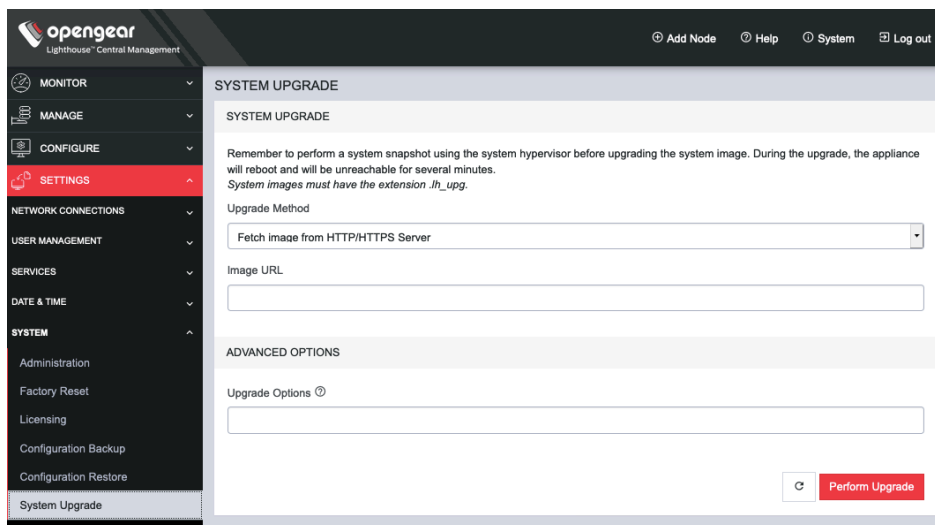 opengear
Lighthouse™ Central Management
Add Node
Help
System
Log out
MONITOR
MANAGE
CONFIGURE
SETTINGS
NETWORK CONNECTIONS
USER MANAGEMENT
SERVICES
DATE & TIME
SYSTEM
Administration
Factory Reset
Licensing
Configuration Backup
Configuration Restore
System Upgrade
SYSTEM UPGRADE
SYSTEM UPGRADE
Remember to perform a system snapshot using the system hypervisor before upgrading the system image. During the upgrade, the appliance
will reboot and will be unreachable for several minutes.
System images must have the extension .lh_upg.
Upgrade Method
Fetch image from HTTP/HTTPS Server
Image URL
ADVANCED OPTIONS
Upgrade Options
Perform Upgrade